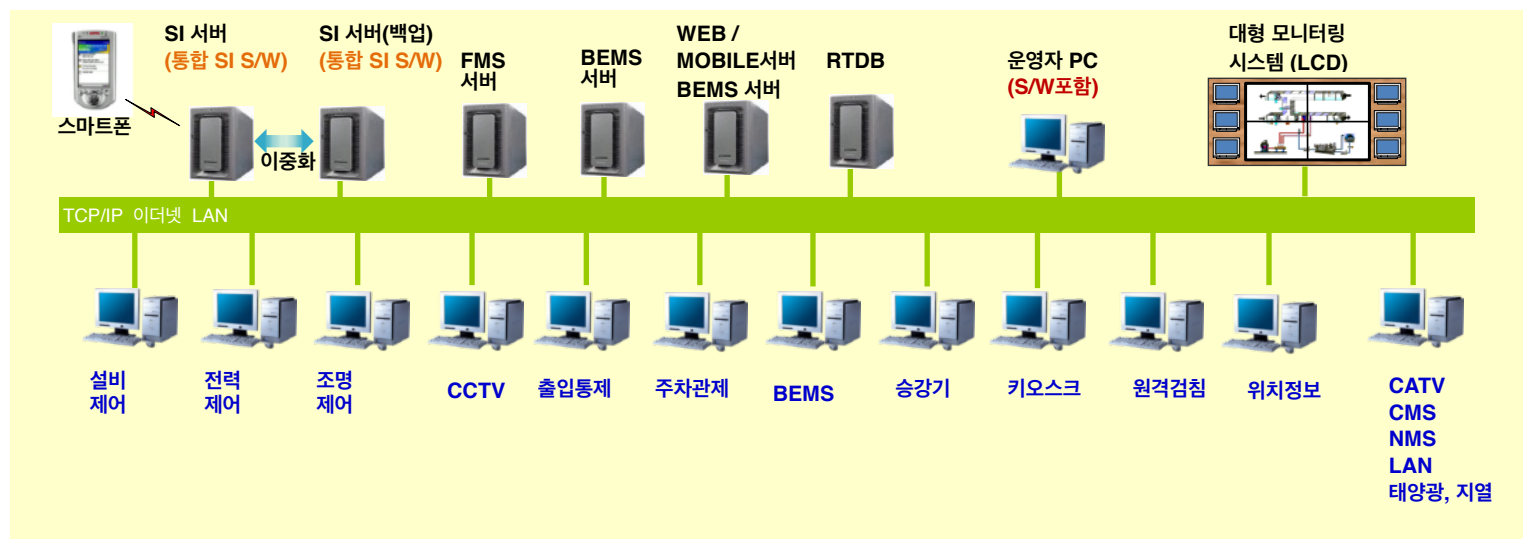 SI 서버
(통합 SI S/W)
SI 서버(백업)
(통합 SI S/W)
FMS
서버
BEMS
서버
WEB /
MOBILE서버
BEMS 서버
RTDB
운영자 PC
(S/W포함)
대형 모니터링
시스템 (LCD)
스마트폰
이중화
TCP/IP 이더넷 LAN
설비
제어
전력
제어
조명
제어
CCTV
출입통제
주차관제
BEMS
승강기
키오스크
원격검침
위치정보
CATV
CMS
NMS
LAN
태양광, 지열